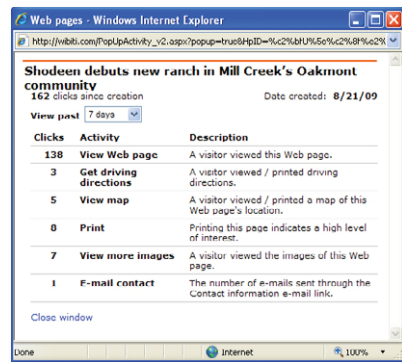 Web pages - Windows Internet Explorer
http://wibiti.com/PopUpActivity_v2.aspx?popup=true&HpID=%c2%bfU%5e%c2%8f%e2%
Shodeen debuts new ranch in Mill Creek's Oakmont
community
162 clicks since creation Date created: 8/21/09
View past 7 days
Clicks Activity Description
138 View Web page A visitor viewed this Web page.
3 Get driving directions A visitor viewed / printed driving
directions.
5 View map A visitor viewed / printed a map of this
Web page's location.
8 Print Printing this page indicates a high level
of interest.
7 View more images A visitor viewed the images of this Web
page.
1 E-mail contact The number of e-mails sent through the
Contact information e-mail link.
Close window
Done Internet 100%